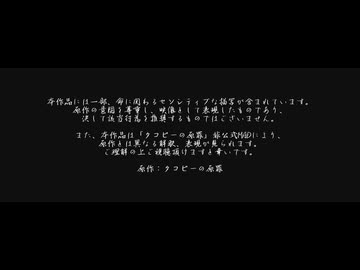 本作品には一部、命に関わるセンシティブな描写が含まれています。
原作の意図を尊重し、映像として表現したものであり、
決して該当行為を推奨するものではございません。
また、本作品は「タコピーの原罪」非公式MADにより、
原作とは異なる解釈、表現が見られます。
ご理解の上ご視聴頂けますと幸いです。
原作：タコピーの原罪